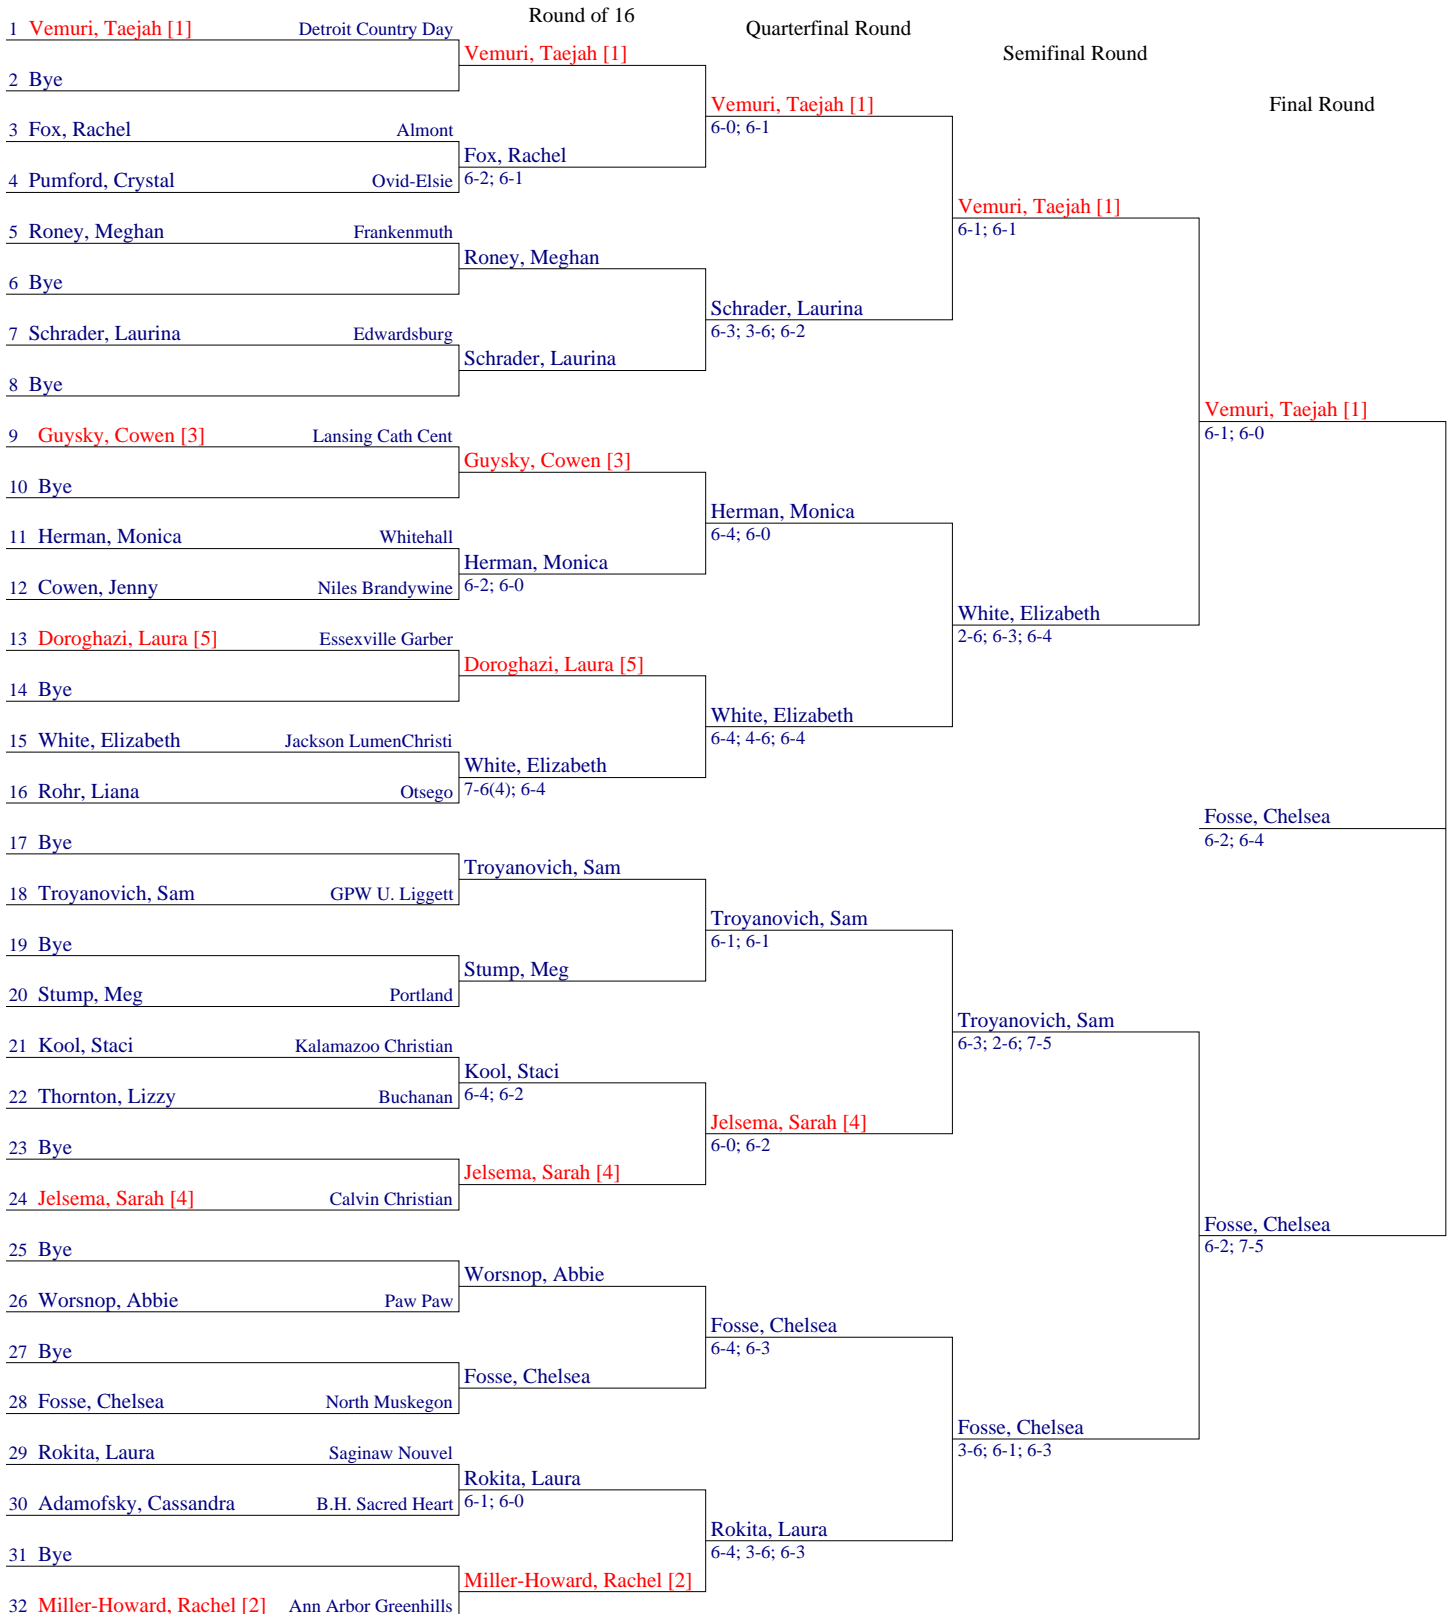 Round of 16
Quarterfinal Round
Semifinal Round
Final Round
1 Vemuri, Taejah [1] Detroit Country Day
2 Bye
3 Fox, Rachel Almont
4 Pumford, Crystal Ovid-Elsie
5 Roney, Meghan Frankenmuth
6 Bye
7 Schrader, Laurina Edwardsburg
8 Bye
9 Guysky, Cowen [3] Lansing Cath Cent
10 Bye
11 Herman, Monica Whitehall
12 Cowen, Jenny Niles Brandywine
13 Doroghazi, Laura [5] Essexville Garber
14 Bye
15 White, Elizabeth Jackson LumenChristi
16 Rohr, Liana Otsego
17 Bye
18 Troyanovich, Sam GPW U. Liggett
19 Bye
20 Stump, Meg Portland
21 Kool, Staci Kalamazoo Christian
22 Thornton, Lizzy Buchanan
23 Bye
24 Jelsema, Sarah [4] Calvin Christian
25 Bye
26 Worsnop, Abbie Paw Paw
27 Bye
28 Fosse, Chelsea North Muskegon
29 Rokita, Laura Saginaw Nouvel
30 Adamofsky, Cassandra B.H. Sacred Heart
31 Bye
32 Miller-Howard, Rachel [2] Ann Arbor Greenhills
Vemuri, Taejah [1]
Fox, Rachel
6-2; 6-1
Roney, Meghan
Schrader, Laurina
Guysky, Cowen [3]
Herman, Monica
6-2; 6-0
Doroghazi, Laura [5]
White, Elizabeth
7-6(4); 6-4
Troyanovich, Sam
Stump, Meg
Kool, Staci
6-4; 6-2
Jelsema, Sarah [4]
Worsnop, Abbie
Fosse, Chelsea
Rokita, Laura
6-1; 6-0
Miller-Howard, Rachel [2]
Vemuri, Taejah [1]
6-0; 6-1
Schrader, Laurina
6-3; 3-6; 6-2
Herman, Monica
6-4; 6-0
White, Elizabeth
6-4; 4-6; 6-4
Troyanovich, Sam
6-1; 6-1
Jelsema, Sarah [4]
6-0; 6-2
Fosse, Chelsea
6-4; 6-3
Rokita, Laura
6-4; 3-6; 6-3
Vemuri, Taejah [1]
6-1; 6-1
White, Elizabeth
2-6; 6-3; 6-4
Troyanovich, Sam
6-3; 2-6; 7-5
Fosse, Chelsea
3-6; 6-1; 6-3
Vemuri, Taejah [1]
6-1; 6-0
Fosse, Chelsea
6-2; 7-5
Fosse, Chelsea
6-2; 6-4